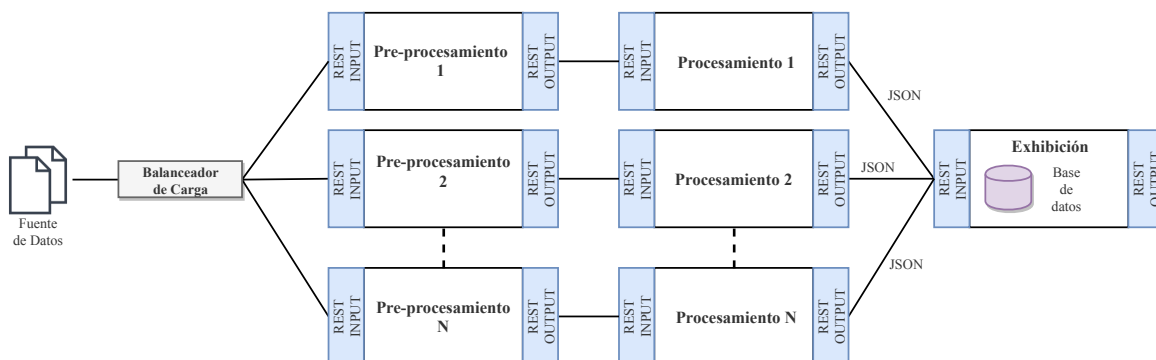 Fuente
de Datos
Balanceador
de Carga
REST
INPUT
Pre-procesamiento
1
REST
OUTPUT
REST
INPUT
Procesamiento 1
REST
OUTPUT
JSON
REST
INPUT
Pre-procesamiento
2
REST
OUTPUT
REST
INPUT
Procesamiento 2
REST
OUTPUT
JSON
REST
INPUT
Pre-procesamiento
N
REST
OUTPUT
REST
INPUT
Procesamiento N
REST
OUTPUT
JSON
REST
INPUT
Exhibición
Base
de
datos
REST
OUTPUT